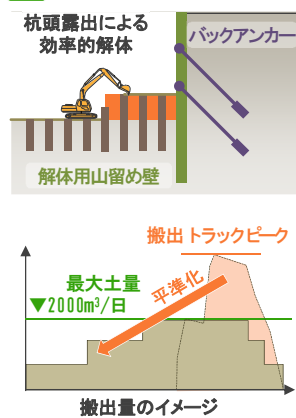 杭頭露出による
効率的解体
バックアンカー
解体用山留め壁
搬出トラックピーク
最大土量
▼2000m³/日
平準化
搬出量のイメージ